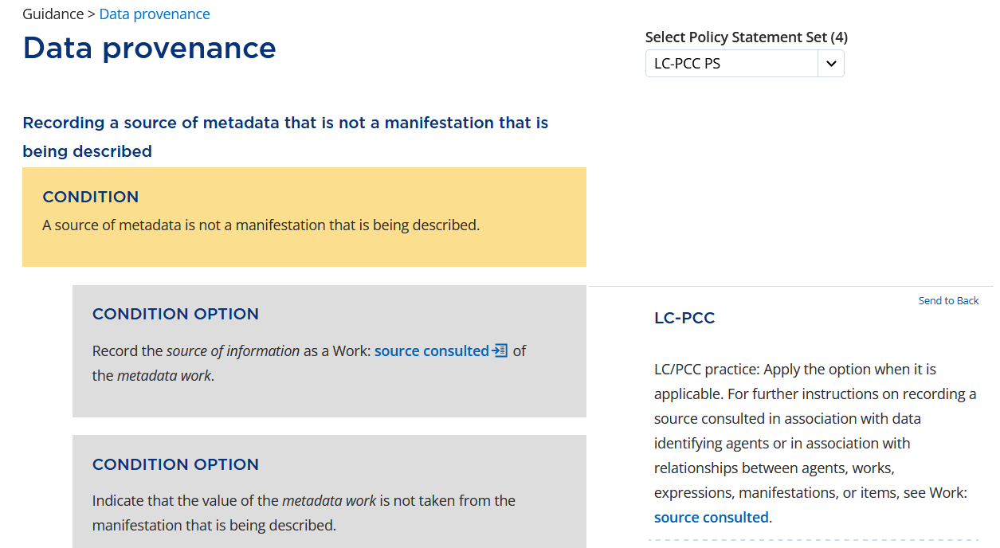 Guidance > Data provenance
Data provenance
Select Policy Statement Set (4)
LC-PCC PS
Recording a source of metadata that is not a manifestation that is
being described
CONDITION
A source of metadata is not a manifestation that is being described.
CONDITION OPTION
Record the source of information as a Work: source consulted of
the metadata work.
Send to Back
LC-PCC
LC/PCC practice: Apply the option when it is
applicable. For further instructions on recording a
source consulted in association with data
identifying agents or in association with
relationships between agents, works,
expressions, manifestations, or items, see Work:
source consulted.
CONDITION OPTION
Indicate that the value of the metadata work is not taken from the
manifestation that is being described.